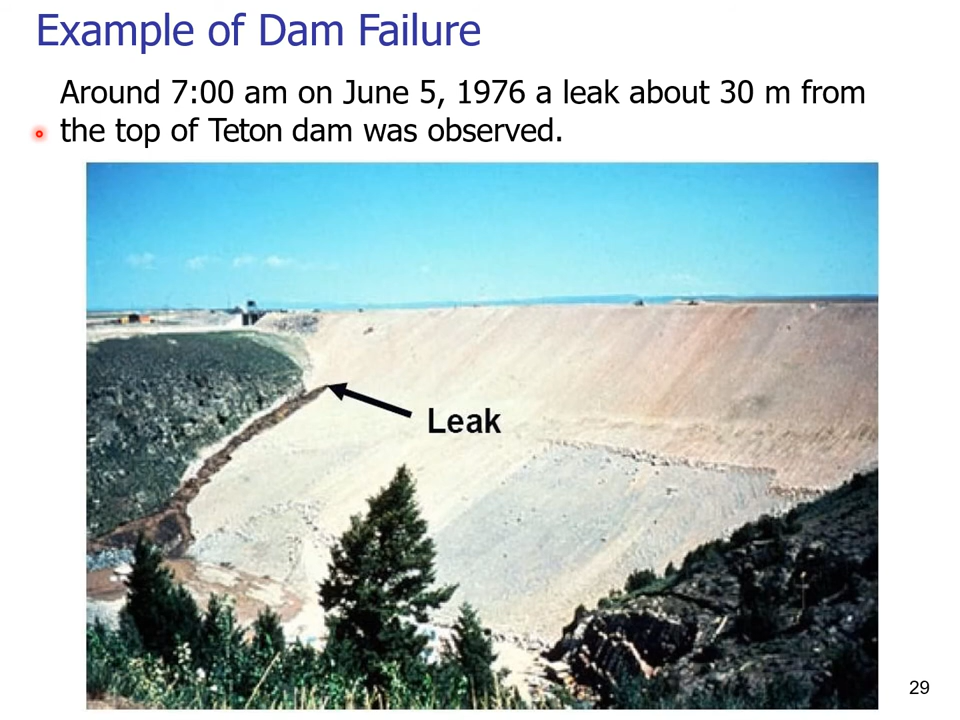 Example of Dam Failure
Around 7:00 am on June 5, 1976 a leak about 30 m from
the top of Teton dam was observed.
Leak
29